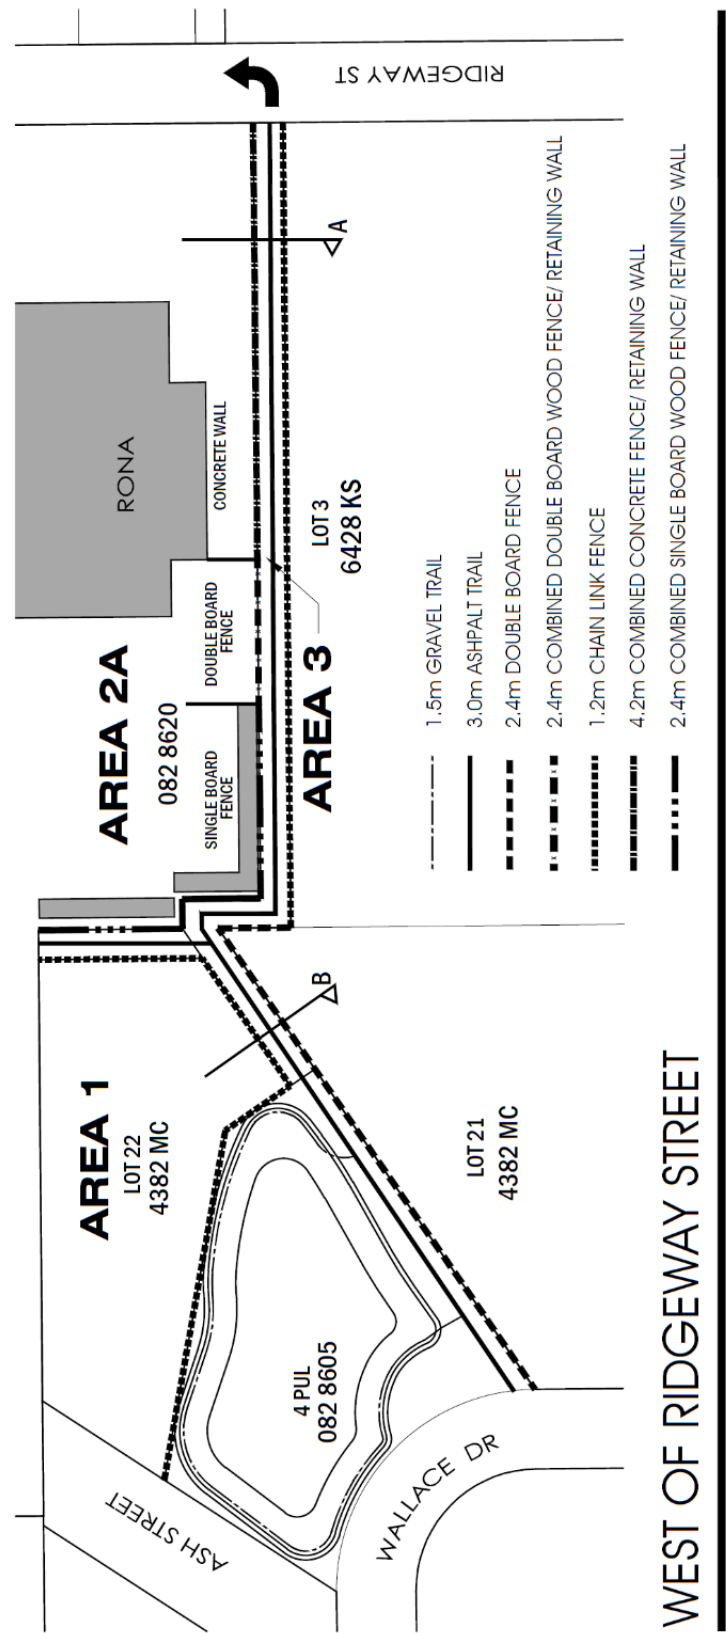 RIDGEWAY ST
A
RONA
CONCRETE WALL
DOUBLE BOARD
FENCE
SINGLE BOARD
FENCE
AREA 2A
082 8620
LOT 3
6428 KS
AREA 3
B
AREA 1
LOT 22
4382 MC
LOT 21
4382 MC
4 PUL
082 8605
ASH STREET
WALLACE DR
1.5m GRAVEL TRAIL
3.0m ASHPALT TRAIL
2.4m DOUBLE BOARD FENCE
2.4m COMBINED DOUBLE BOARD WOOD FENCE/ RETAINING WALL
1.2m CHAIN LINK FENCE
4.2m COMBINED CONCRETE FENCE/ RETAINING WALL
2.4m COMBINED SINGLE BOARD WOOD FENCE/ RETAINING WALL
WEST OF RIDGEWAY STREET